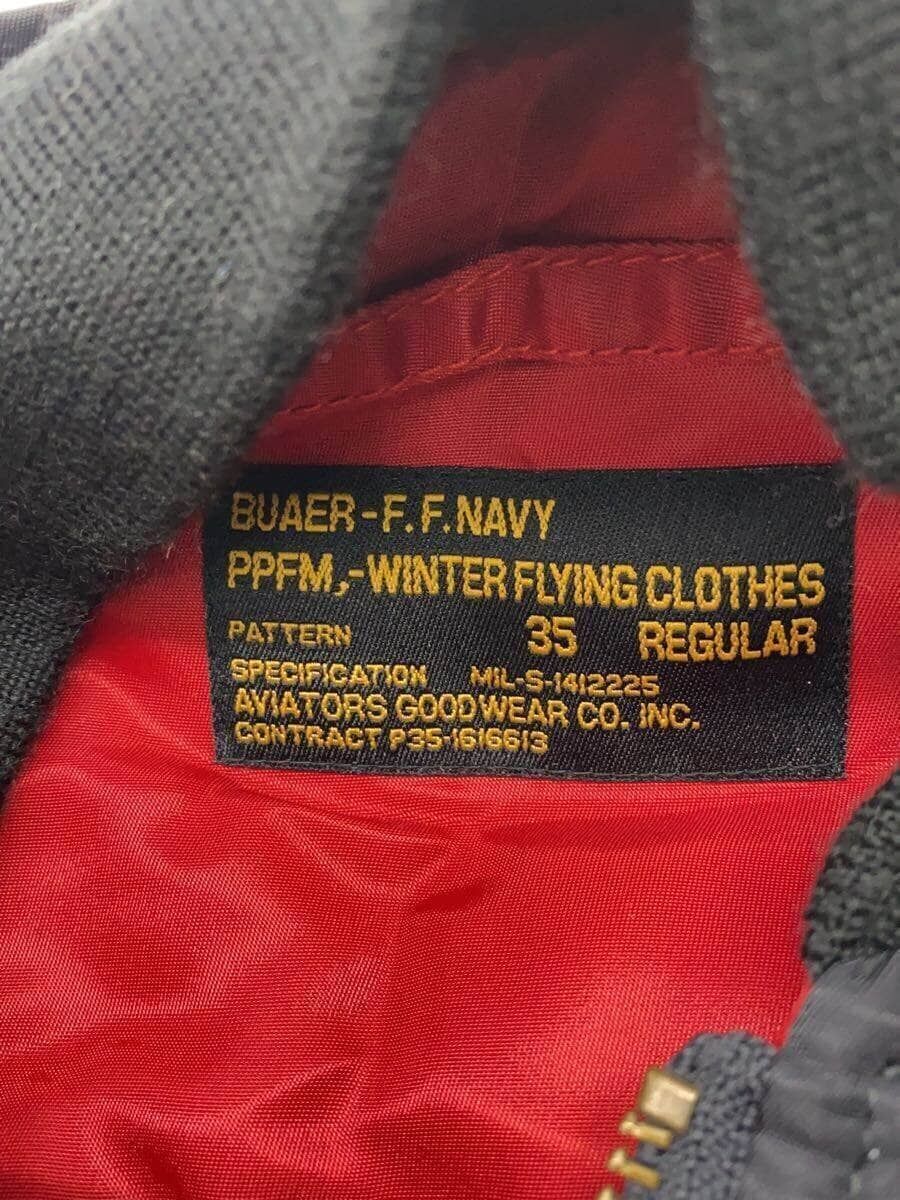 BUAER-F.F.NAVY
PPFM,-WINTER FLYING CLOTHES
PATTERN 35 REGULAR
SPECIFICATION MIL-S-1412225
AVIATORS GOODWEAR CO. INC.
CONTRACT P35-1616613